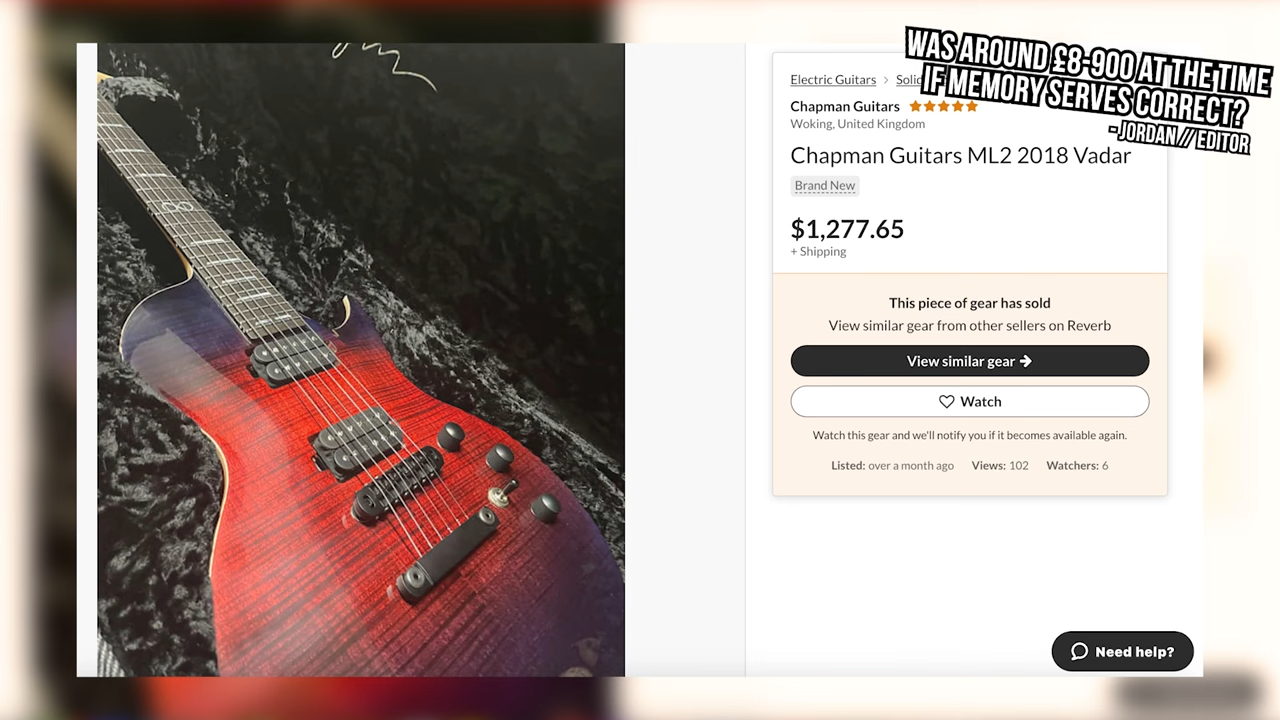 WAS AROUND £8-900 AT THE TIME
IF MEMORY SERVES CORRECT?
- JORDAN // EDITOR
Electric Guitars > 
Chapman Guitars
Woking, United Kingdom
Chapman Guitars ML2 2018 Vadar
Brand New
$1,277.65
+ Shipping
This piece of gear has sold
View similar gear from other sellers on Reverb
View similar gear →
Watch
Watch this gear and we'll notify you if it becomes available again.
Listed: over a month ago Views: 102 Watchers: 6
Need help?